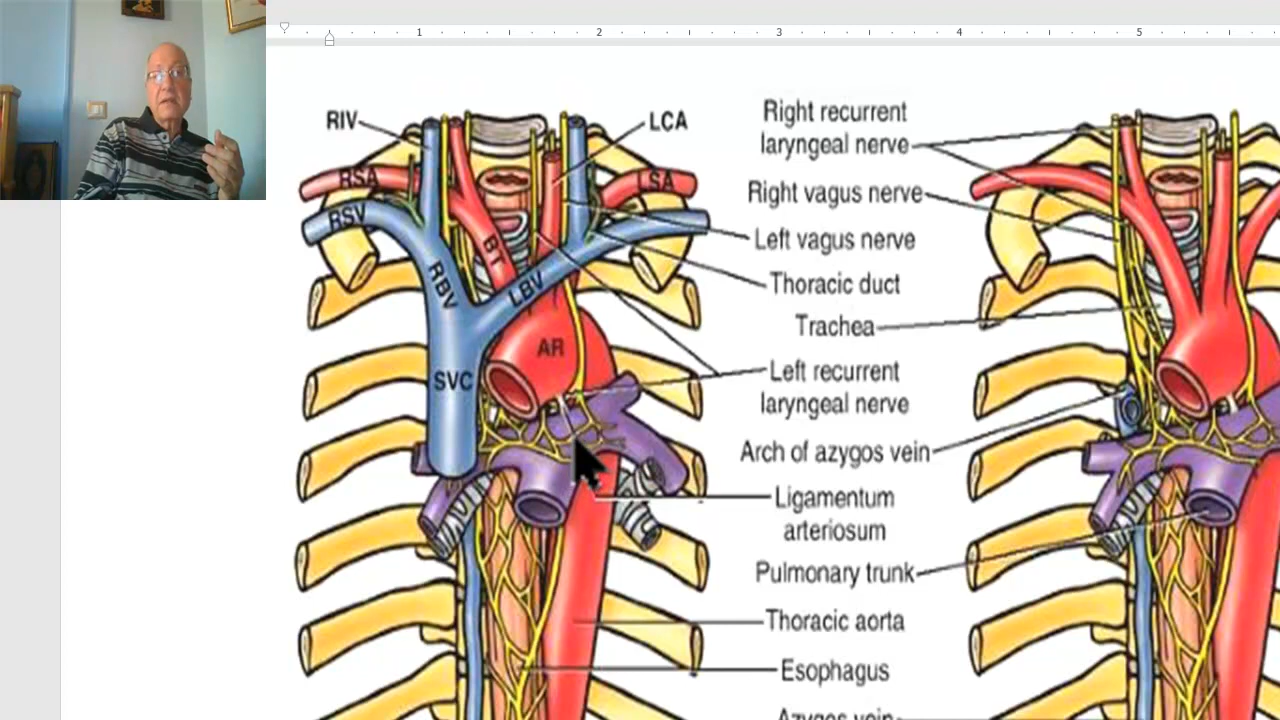 1 2 3 4 5
RIV
LCA
RSA
LSA
RSV
BT
RBV
LBV
AR
SVC
Right recurrent
laryngeal nerve
Right vagus nerve
Left vagus nerve
Thoracic duct
Trachea
Left recurrent
laryngeal nerve
Arch of azygos vein
Ligamentum
arteriosum
Pulmonary trunk
Thoracic aorta
Esophagus
Azygos vein